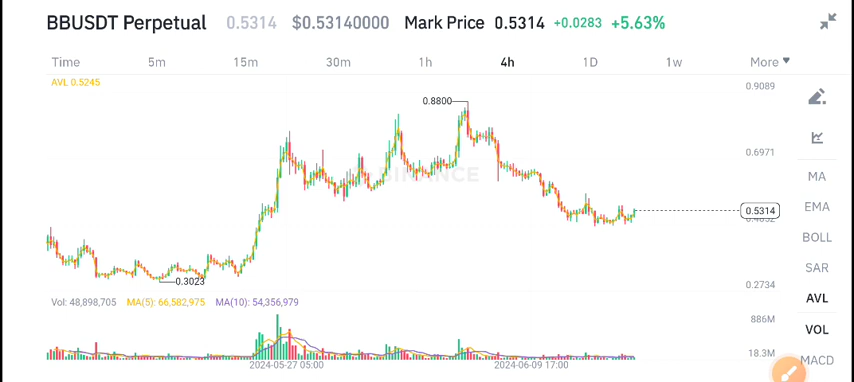 BBUSDT Perpetual 0.5314 $0.53140000 Mark Price 0.5314 +0.0283 +5.63%
Time 5m 15m 30m 1h 4h 1D 1w More
AVL 0.5245
0.9089
0.8800
0.6971
MA
BINANCE
EMA
0.5314
BOLL
SAR
0.3023
0.2734
Vol: 48,898,705 MA(5): 66,582,975 MA(10): 54,356,979
AVL
886M
VOL
18.3M
MACD
2024-05-27 05:00 2024-06-09 17:00